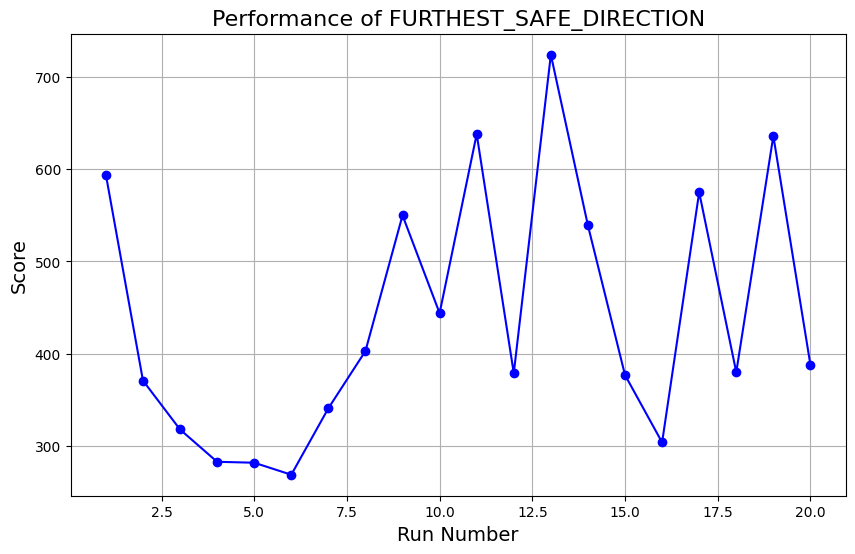 Performance of FURTHEST_SAFE_DIRECTION
700
600
500
400
300
Score
2.5 5.0 7.5 10.0 12.5 15.0 17.5 20.0
Run Number